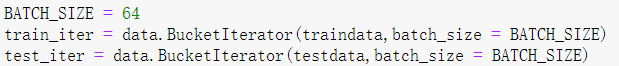 BATCH_SIZE = 64
train_iter = data.BucketIterator(traindata,batch_size = BATCH_SIZE)
test_iter = data.BucketIterator(testdata,batch_size = BATCH_SIZE)